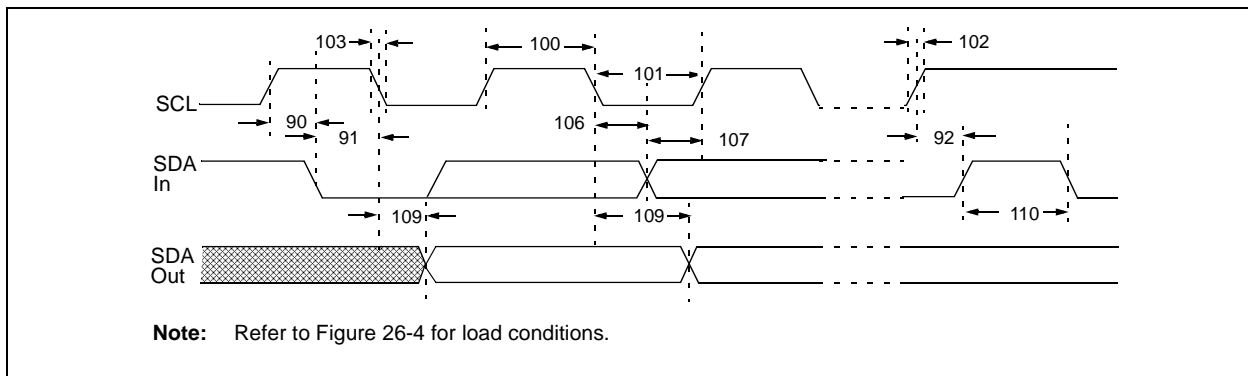 103
100
102
101
SCL
90
91
106
107
92
SDA
In
109
109
110
SDA
Out
Note: Refer to Figure 26-4 for load conditions.